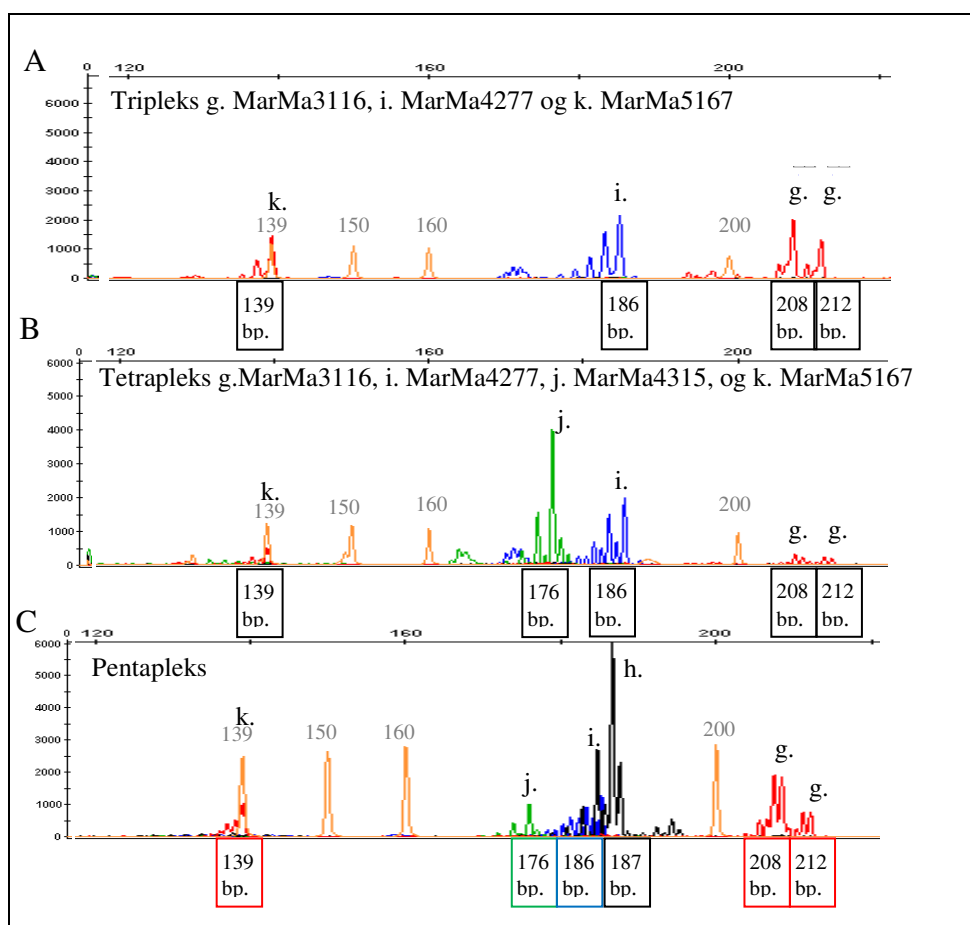 A
0 120 160 200
Tripleks g. MarMa3116, i. MarMa4277 og k. MarMa5167
6000
5000
4000
3000
2000
1000
0
k.
139
150
160
i.
200
g.
g.
139 bp.
186 bp.
208 bp.
212 bp.
B
0 120 160 200
Tetrapleks g.MarMa3116, i. MarMa4277, j. MarMa4315, og k. MarMa5167
6000
5000
4000
3000
2000
1000
0
k.
139
150
160
j.
i.
200
g.
g.
139 bp.
176 bp.
186 bp.
208 bp.
212 bp.
C
0 120 160 200
Pentapleks
6000
5000
4000
3000
2000
1000
0
k.
139
150
160
j.
i.
h.
200
g.
g.
139 bp.
176 bp.
186 bp.
187 bp.
208 bp.
212 bp.